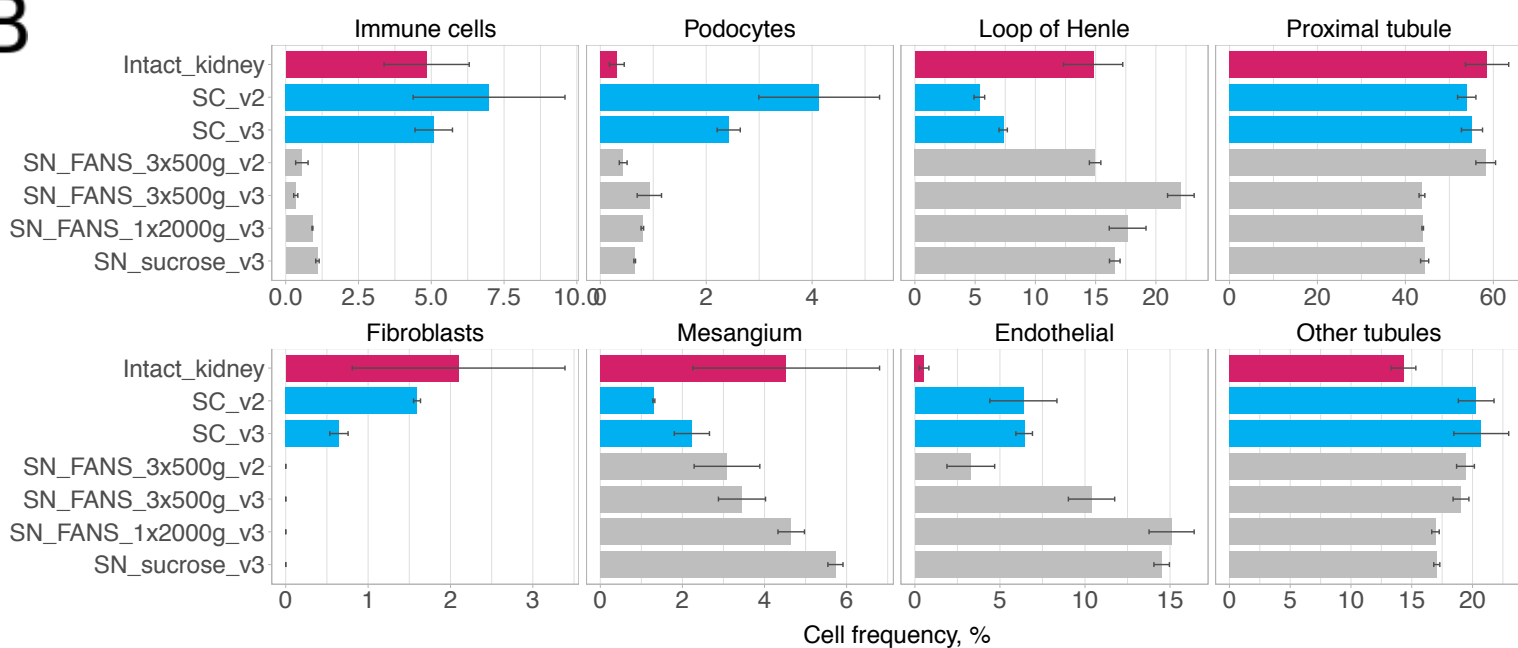 B
Immune cells Podocytes Loop of Henle Proximal tubule
Intact_kidney
SC_v2
SC_v3
SN_FANS_3x500g_v2
SN_FANS_3x500g_v3
SN_FANS_1x2000g_v3
SN_sucrose_v3
0.0 2.5 5.0 7.5 10.0 0 2 4 0 5 10 15 20 0 20 40 60
Fibroblasts Mesangium Endothelial Other tubules
Intact_kidney
SC_v2
SC_v3
SN_FANS_3x500g_v2
SN_FANS_3x500g_v3
SN_FANS_1x2000g_v3
SN_sucrose_v3
0 1 2 3 0 2 4 6 0 5 10 15 0 5 10 15 20
Cell frequency, %